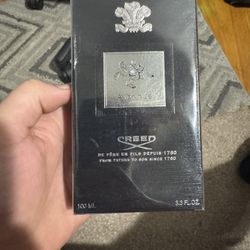 CREED
DE PÈRE EN FILS DEPUIS 1760
FROM FATHER TO SON SINCE 1760
100 ML
3.3 FL.OZ.